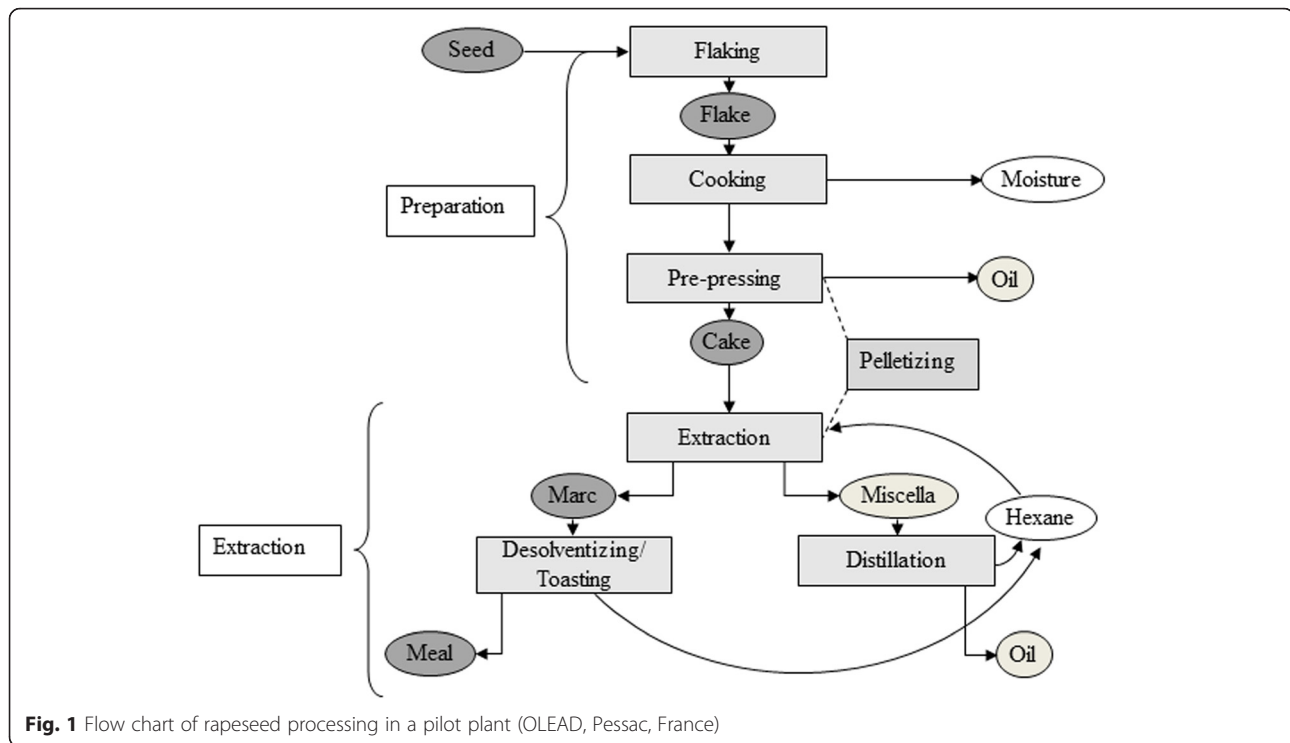 Seed
Flaking
Flake
Cooking
Moisture
Preparation
Pre-pressing
Oil
Cake
Pelletizing
Extraction
Marc
Miscella
Hexane
Extraction
Desolventizing/
Toasting
Distillation
Meal
Oil
Fig. 1 Flow chart of rapeseed processing in a pilot plant (OLEAD, Pessac, France)